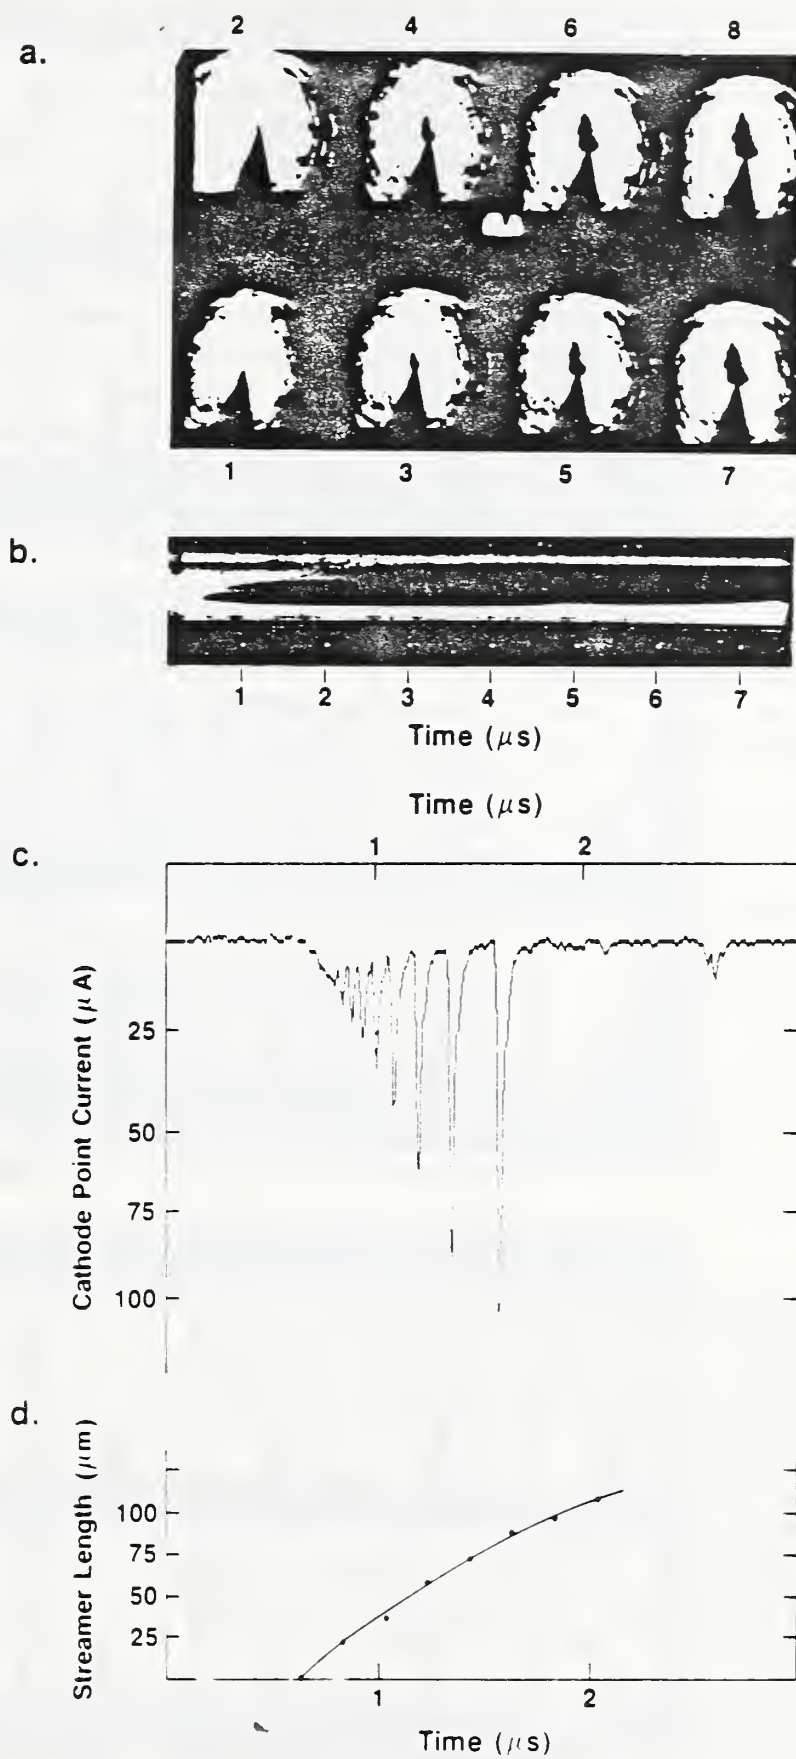 a.
2 4 6 8
1 3 5 7
b.
1 2 3 4 5 6 7
Time (μs)
Time (μs)
c.
1 2
Cathode Point Current (μA)
25
50
75
100
d.
Streamer Length (μm)
100
75
50
25
1 2
Time (μs)